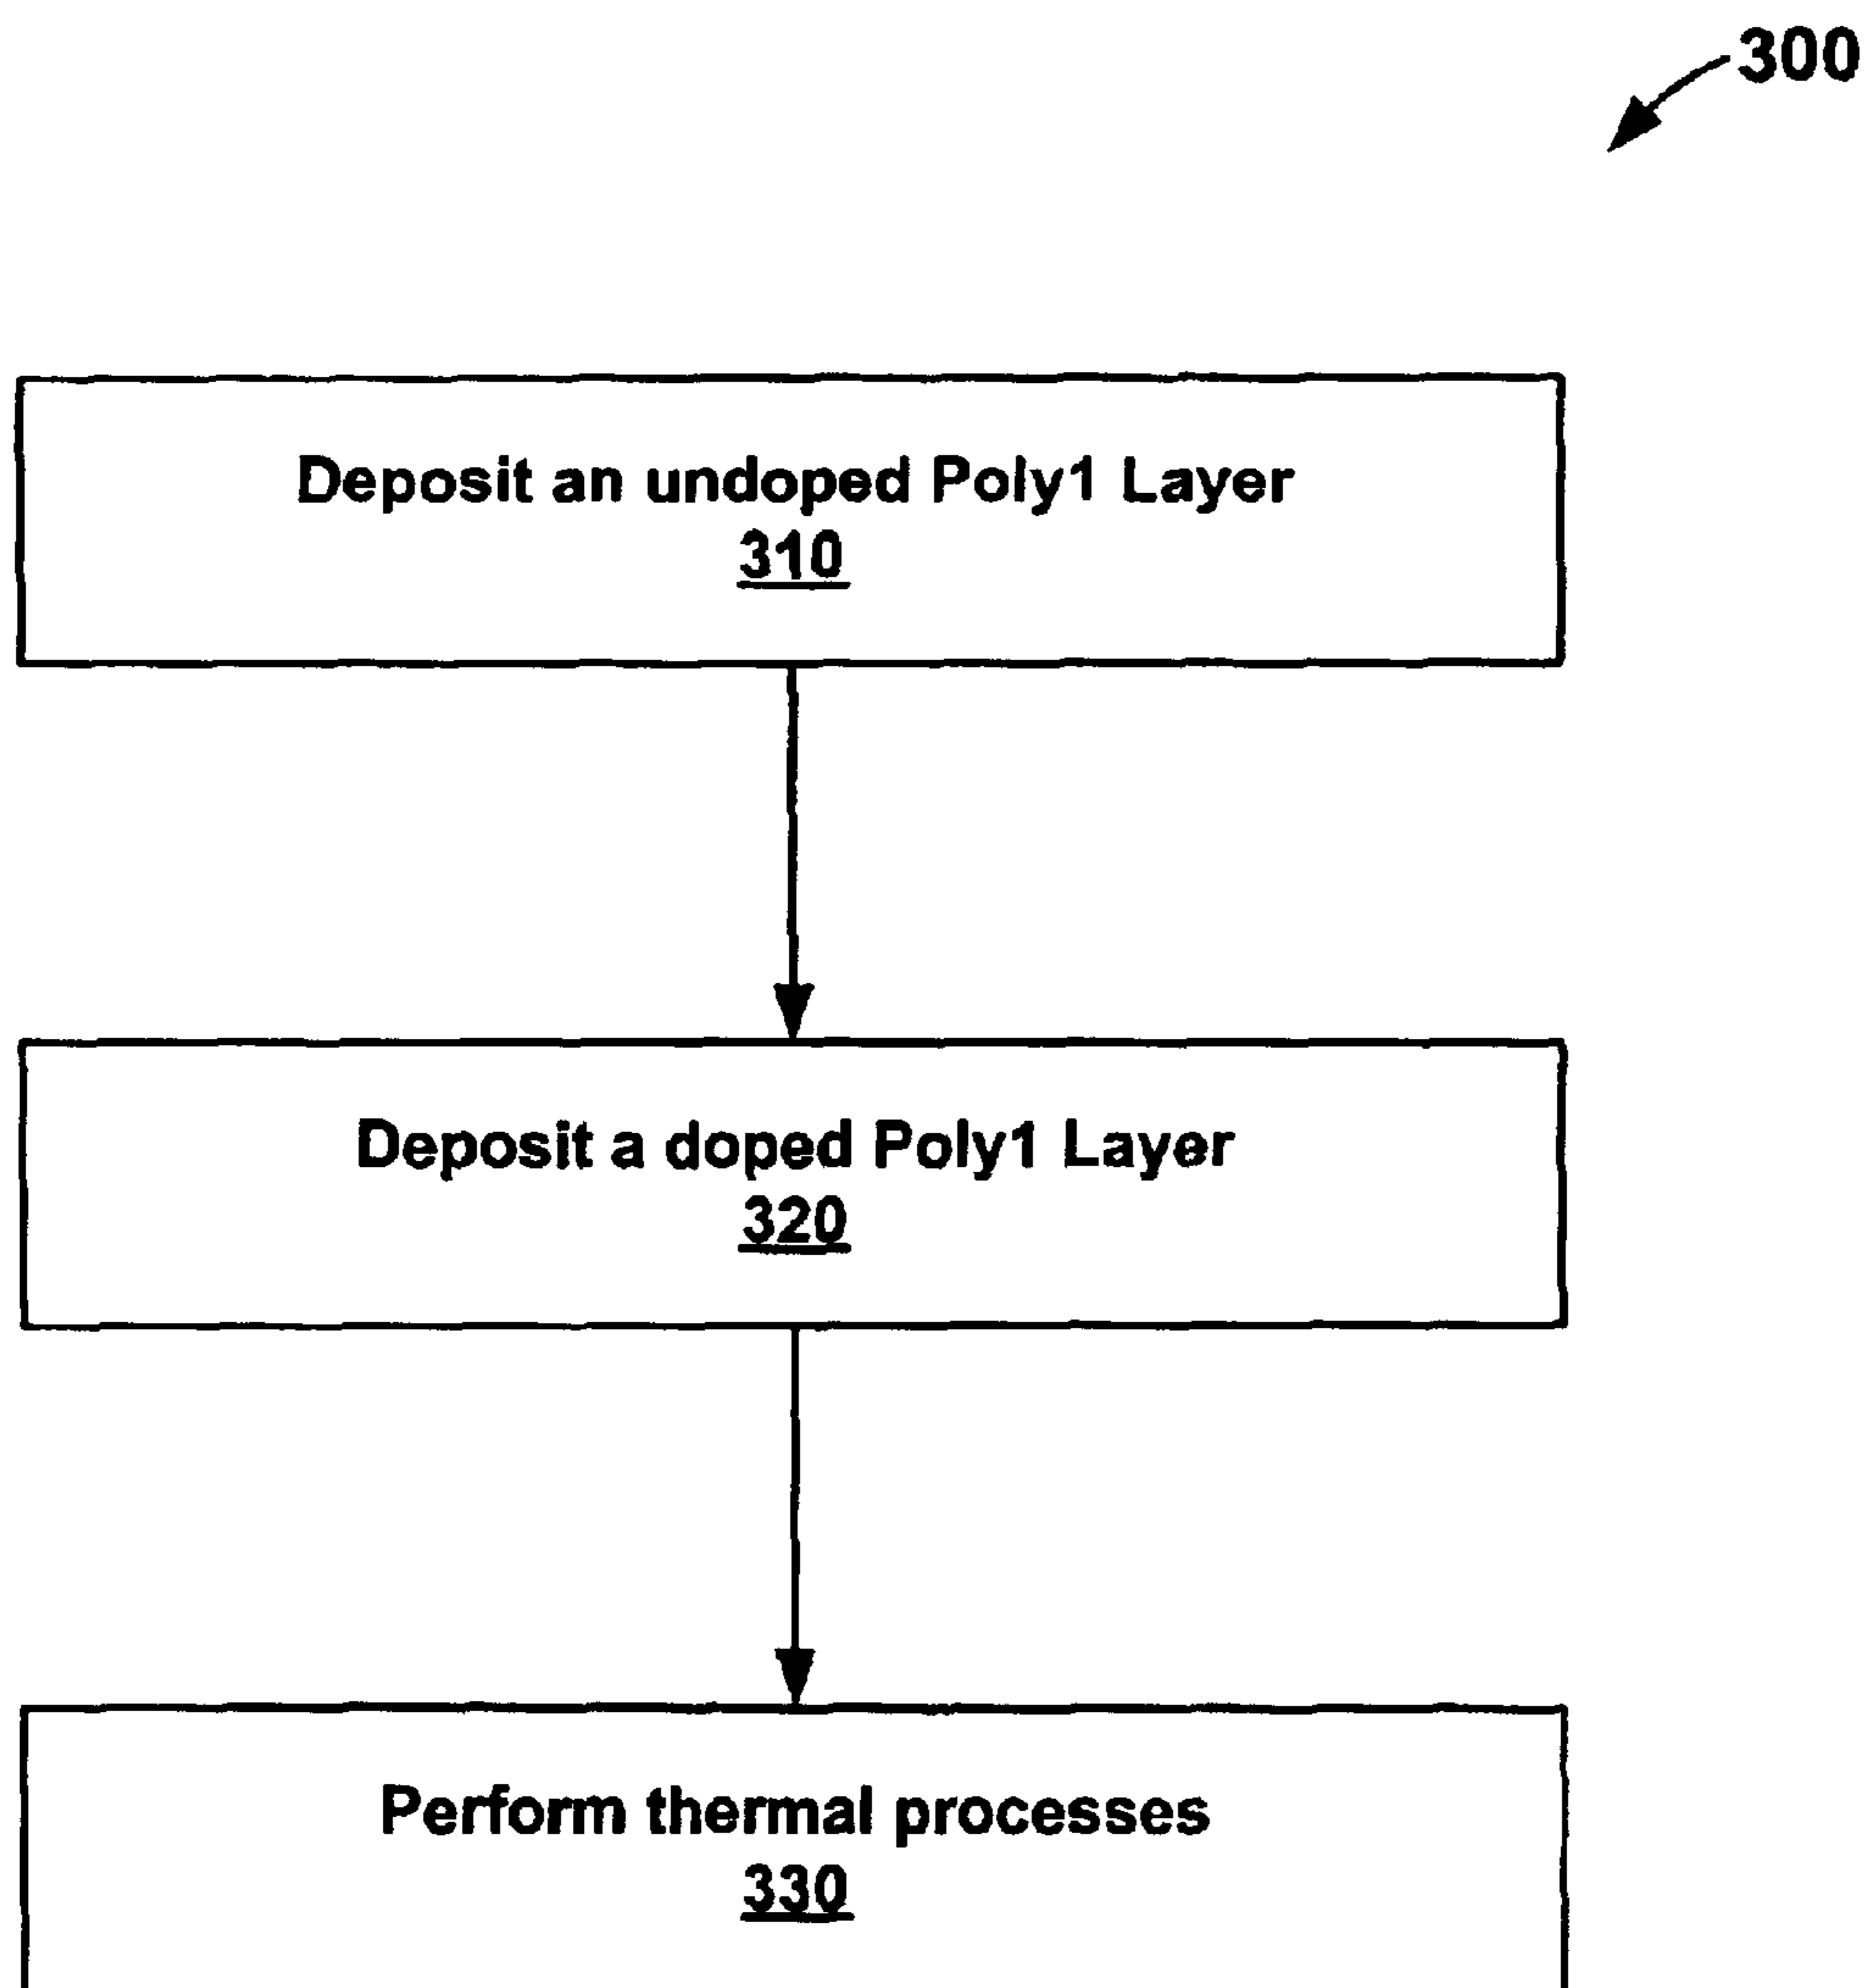 300
Deposit an undoped Poly1 Layer
310
Deposit a doped Poly1 Layer
320
Perform thermal processes
330